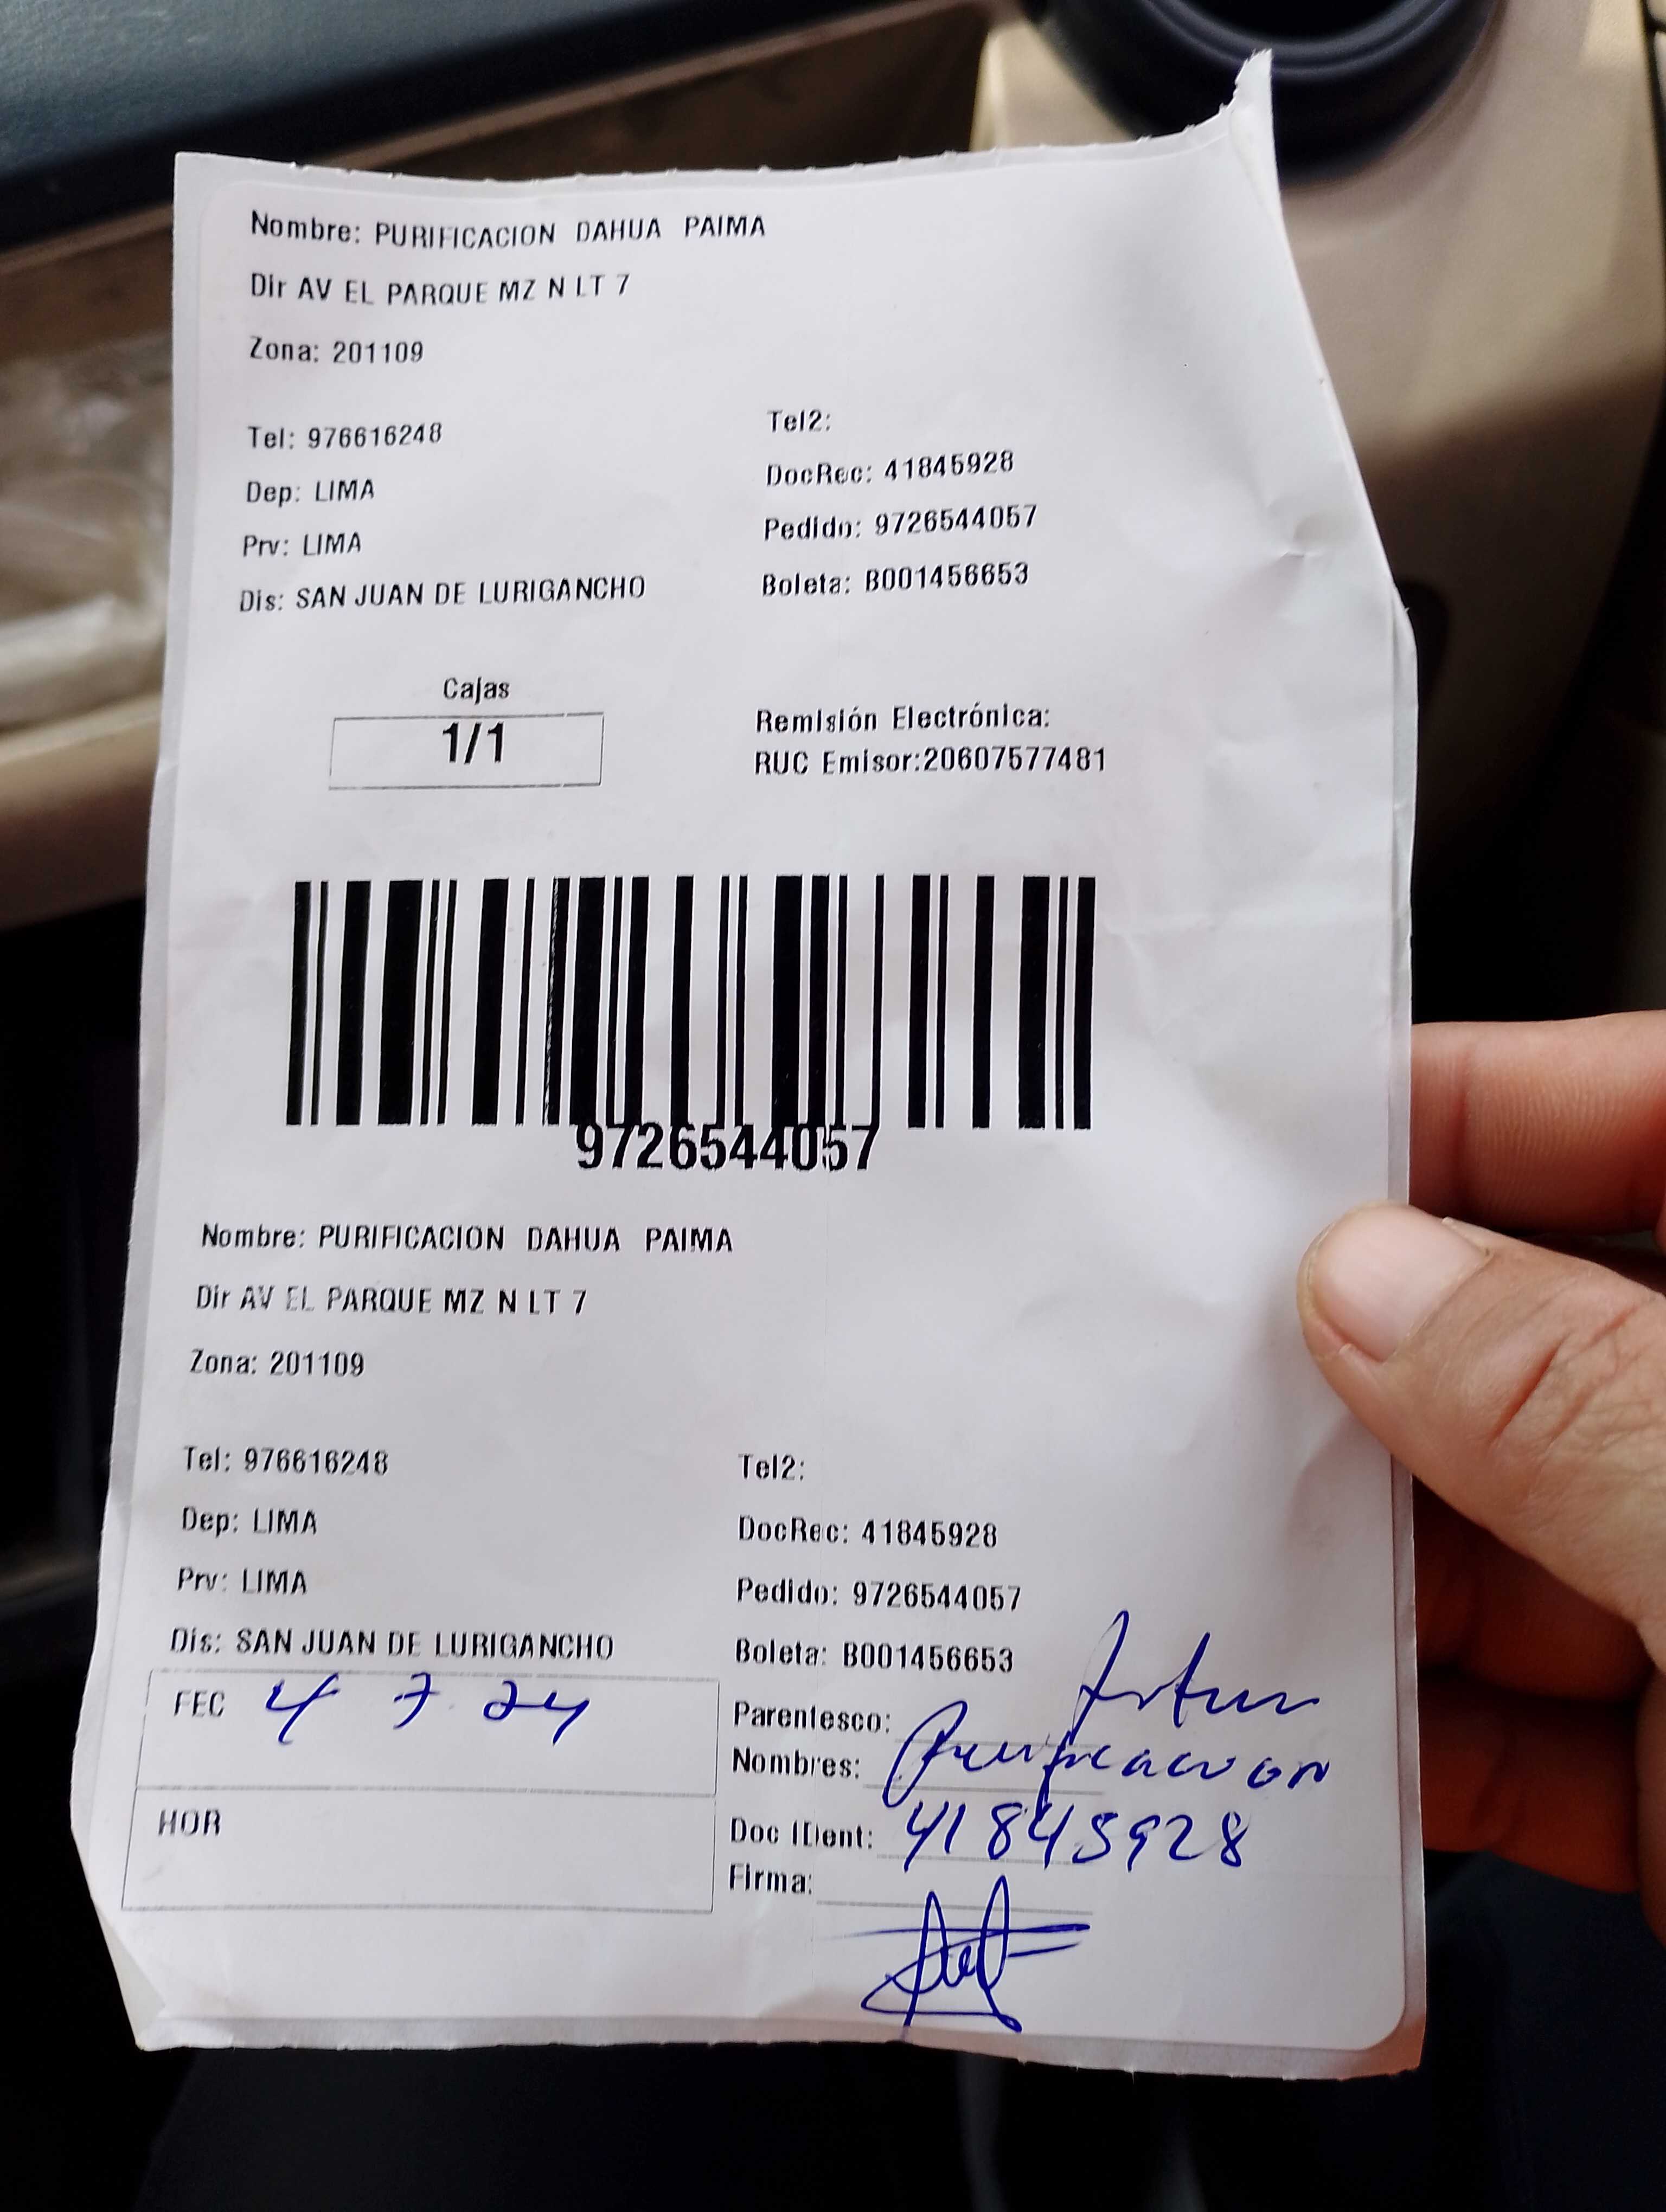 Nombre: PURIFICACION DAHUA PAIMA
Dir AV EL PARQUE MZ N LT 7
Zona: 201109
Tel: 976616248
Tel2:
Dep: LIMA
DocRec: 41845928
Prv: LIMA
Pedido: 9726544057
Dis: SAN JUAN DE LURIGANCHO
Boleta: B001456653
Cajas
1/1
Remisión Electrónica:
RUC Emisor:20607577481
9726544057
Nombre: PURIFICACION DAHUA PAIMA
Dir AV EL PARQUE MZ N LT 7
Zona: 201109
Tel: 976616248
Tel2:
Dep: LIMA
DocRec: 41845928
Prv: LIMA
Pedido: 9726544057
Dis: SAN JUAN DE LURIGANCHO
Boleta: B001456653
FEC 4 7 24
Parentesco:
Nombres: Purificacion
HOR
Doc IDent: 41845928
Firma: